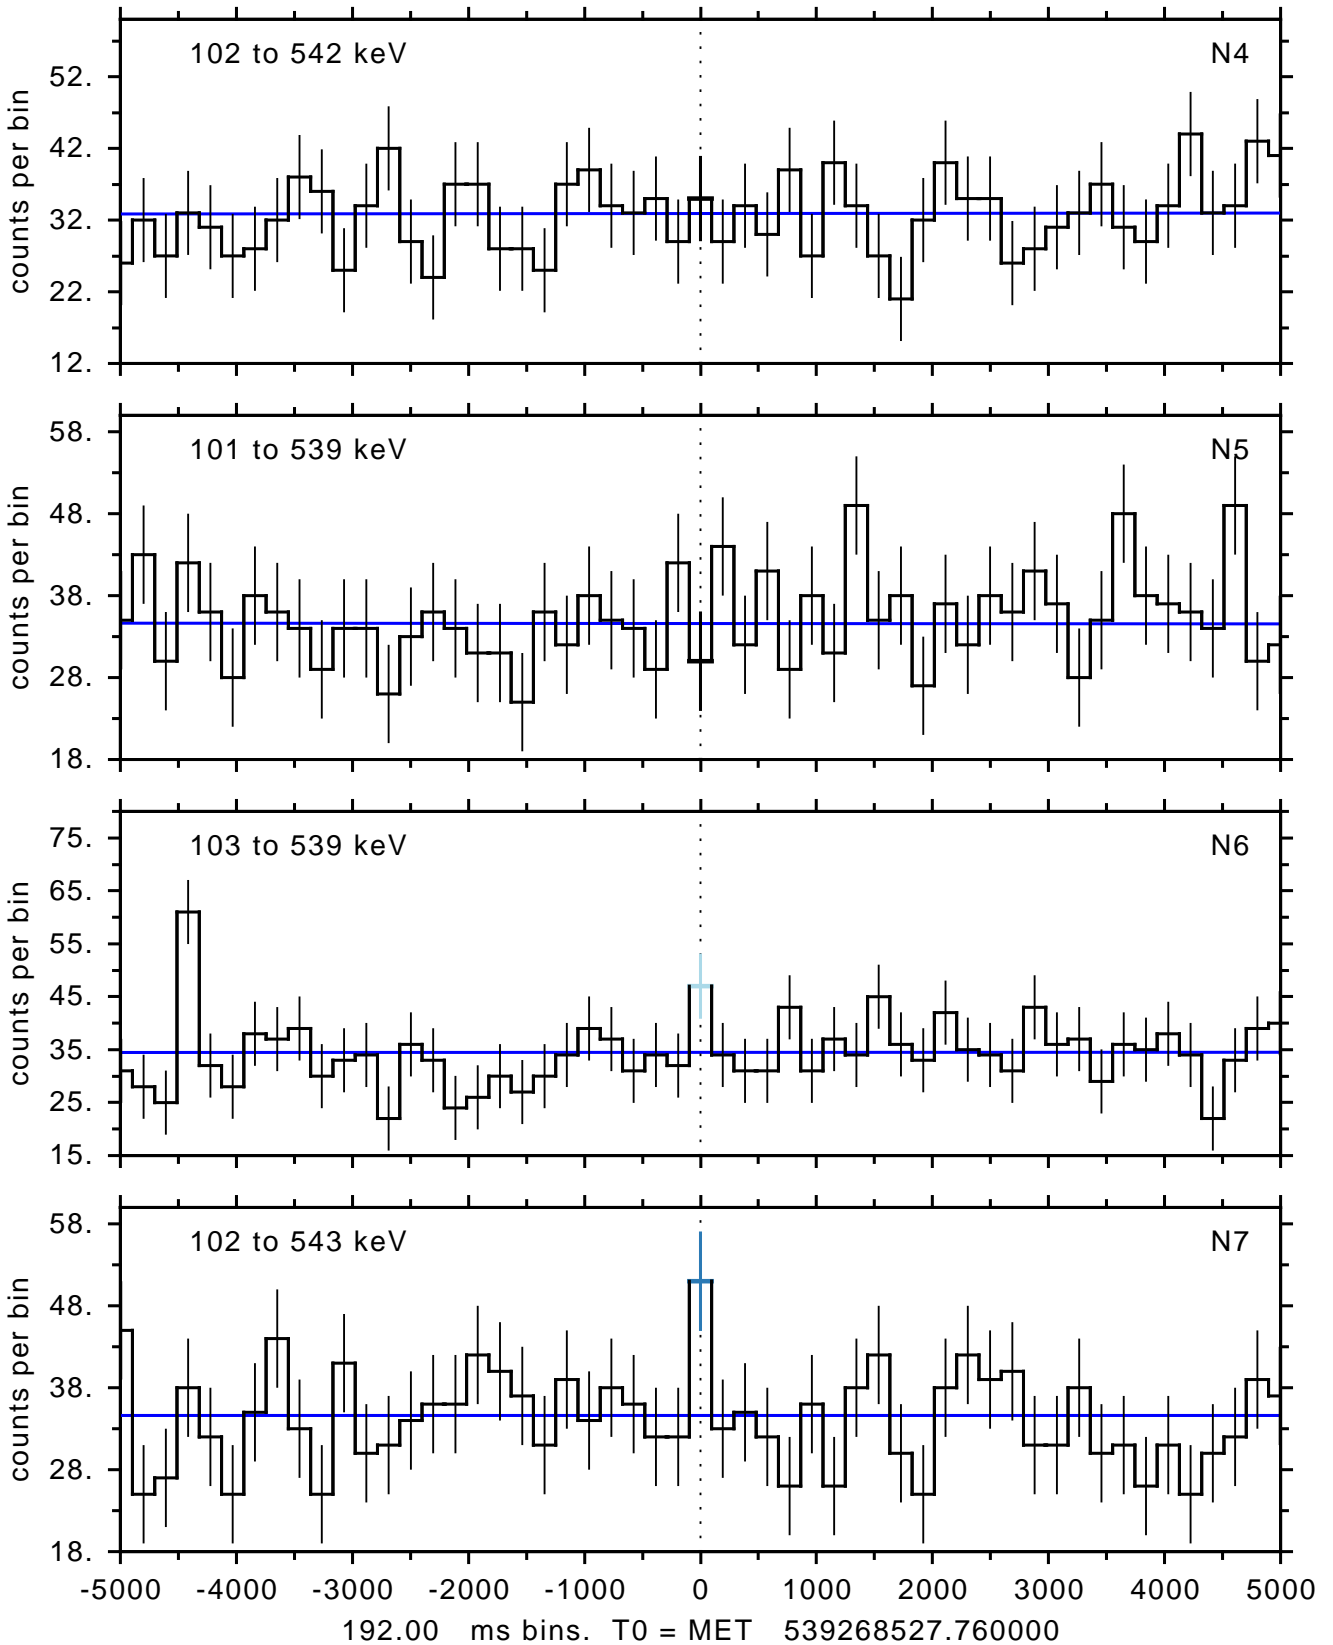 102 to 542 keV N4
52.
42.
32.
22.
12.
counts per bin
101 to 539 keV N5
58.
48.
38.
28.
18.
counts per bin
103 to 539 keV N6
75.
65.
55.
45.
35.
25.
15.
counts per bin
102 to 543 keV N7
58.
48.
38.
28.
18.
counts per bin
-5000 -4000 -3000 -2000 -1000 0 1000 2000 3000 4000 5000
192.00 ms bins. T0 = MET 539268527.760000